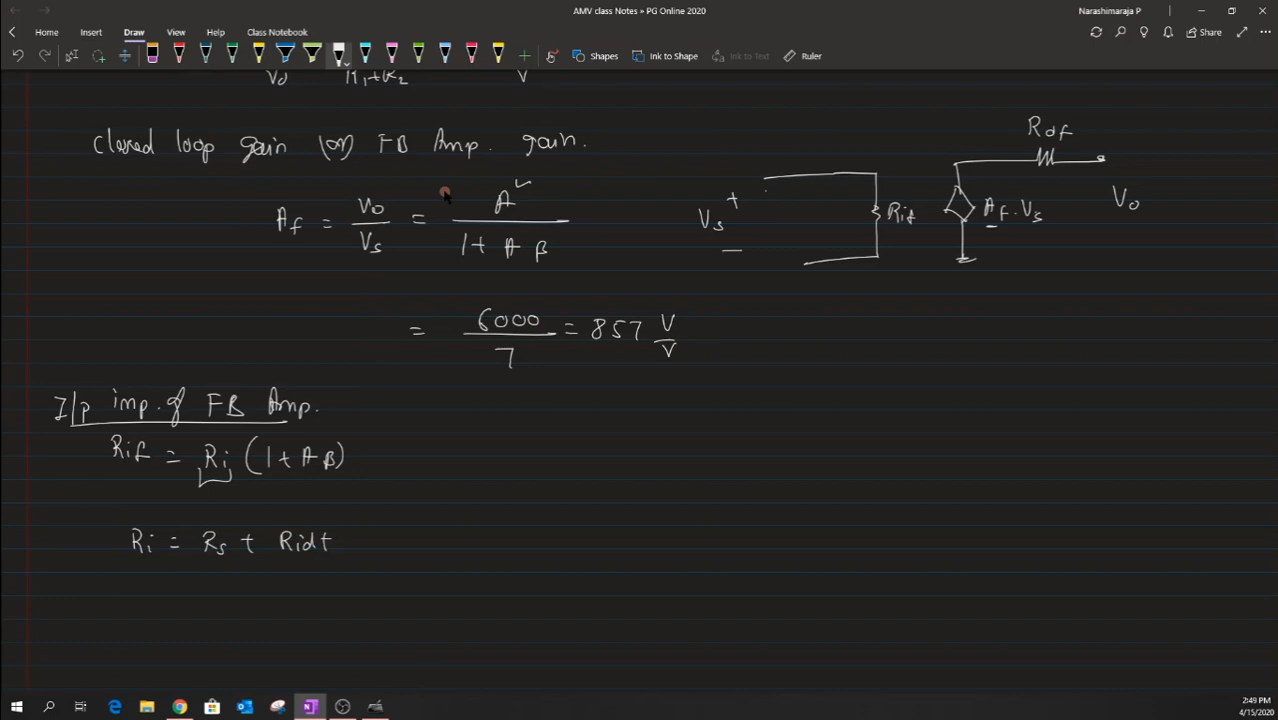 AMV class Notes » PG Online 2020
Narashimaraja P
Home Insert Draw View Help Class Notebook
Share
Shapes Ink to Shape Ink to Text Ruler
Vo R1+R2 V
Closed loop gain (or) FB Amp. gain.
Af = Vo/Vs = A/(1+ A β)
Vs + − Rif Af.Vs Rof Vo
= 6000/7 = 857 V/V
I/p imp. of FB Amp.
Rif = Ri (1+ A β)
Ri = Rs + Rid+
2:49 PM
4/15/2020